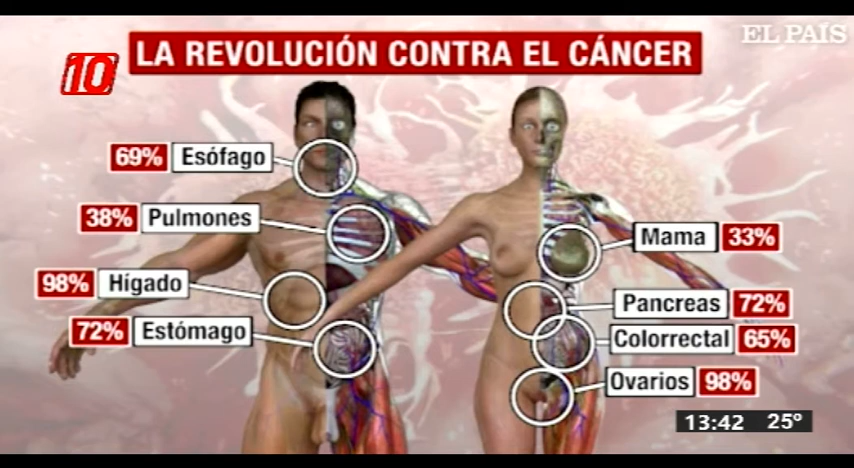 LA REVOLUCIÓN CONTRA EL CÁNCER
EL PAÍS
10
69% Esófago
38% Pulmones
98% Hígado
72% Estómago
Mama 33%
Pancreas 72%
Colorrectal 65%
Ovarios 98%
13:42 25º